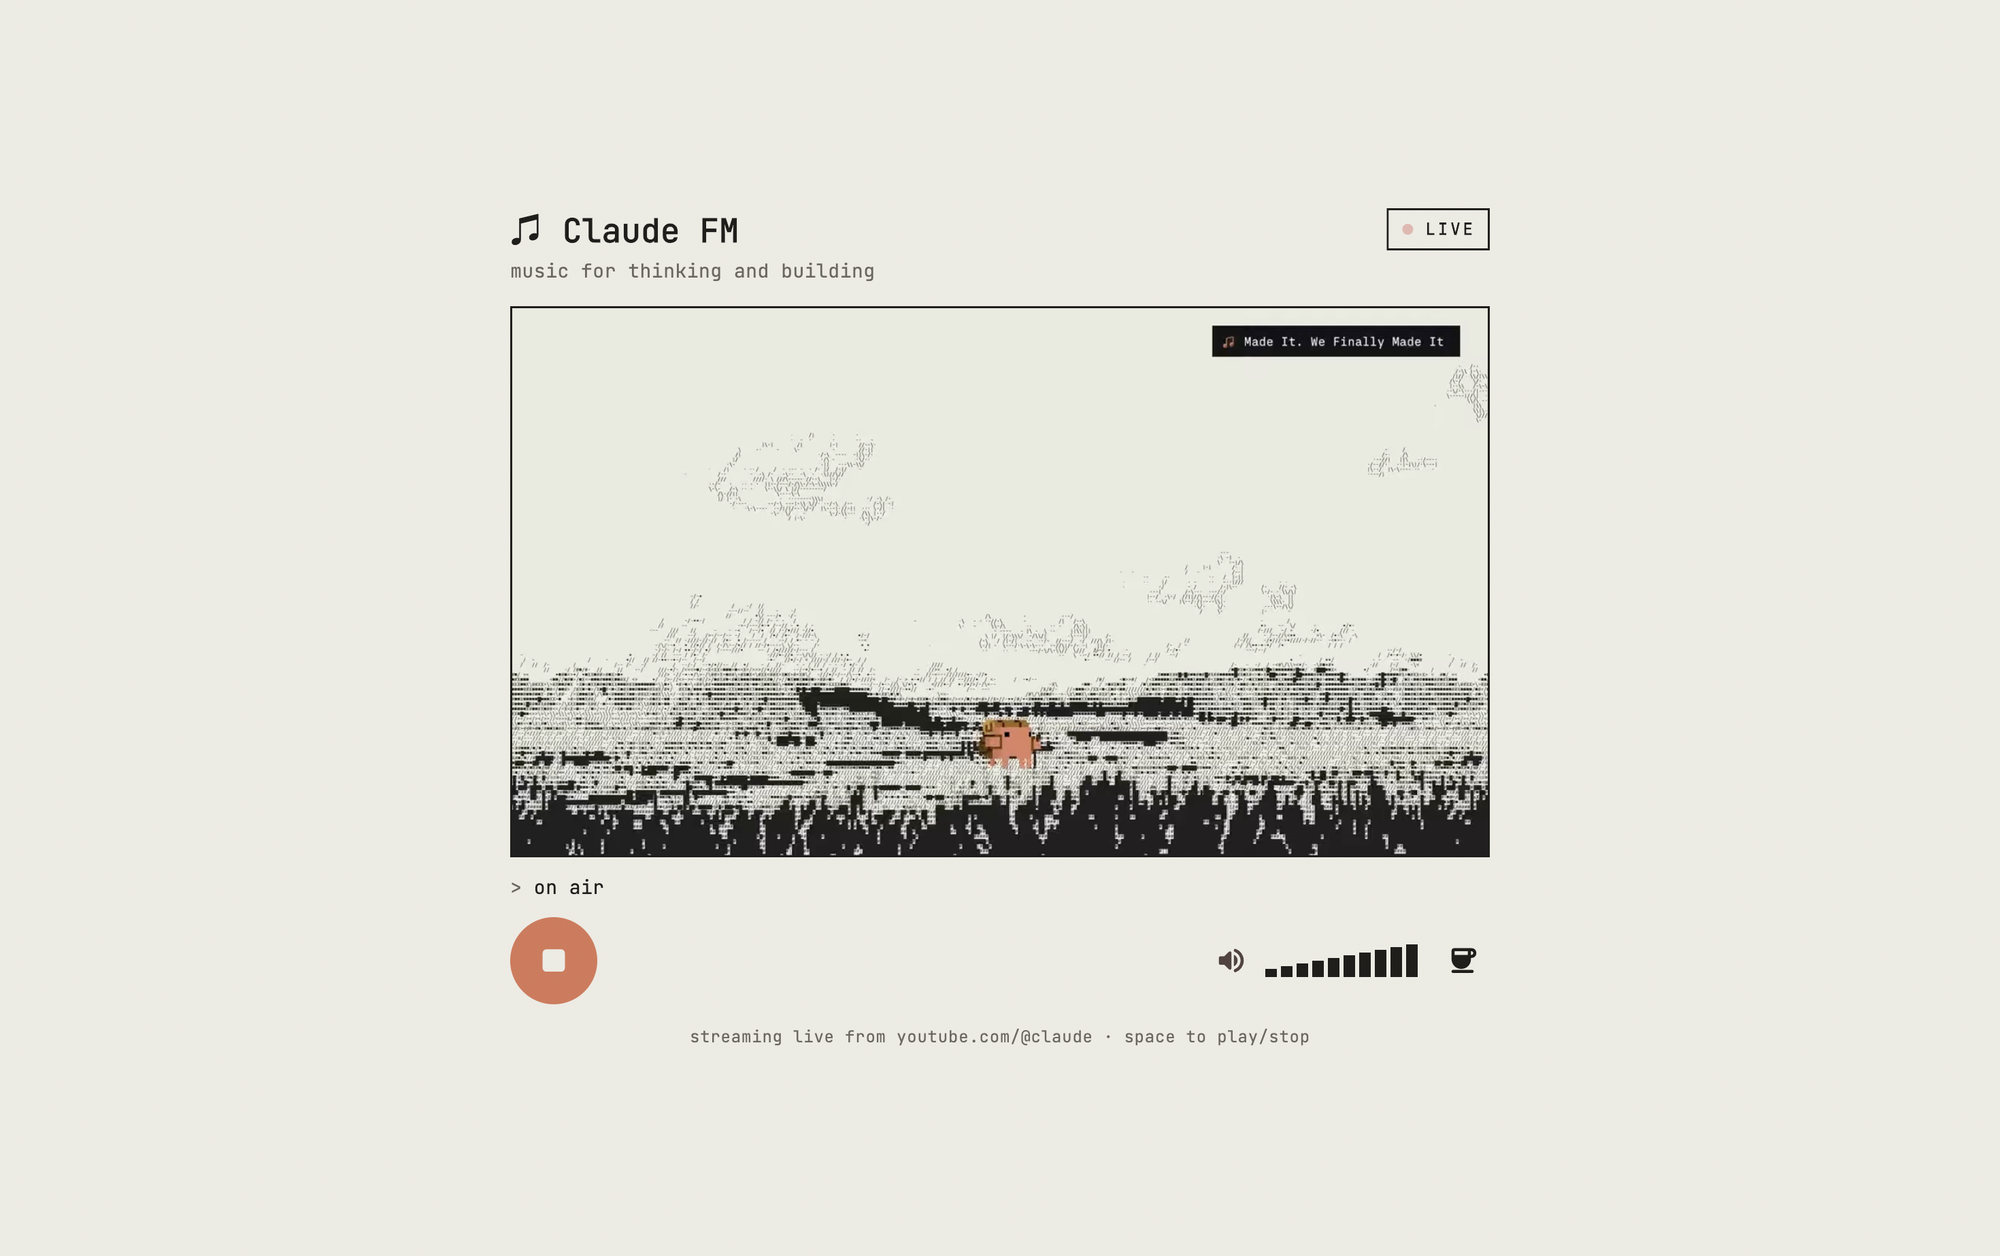 Claude FM
LIVE
music for thinking and building
Made It. We Finally Made It
> on air
streaming live from youtube.com/@claude · space to play/stop